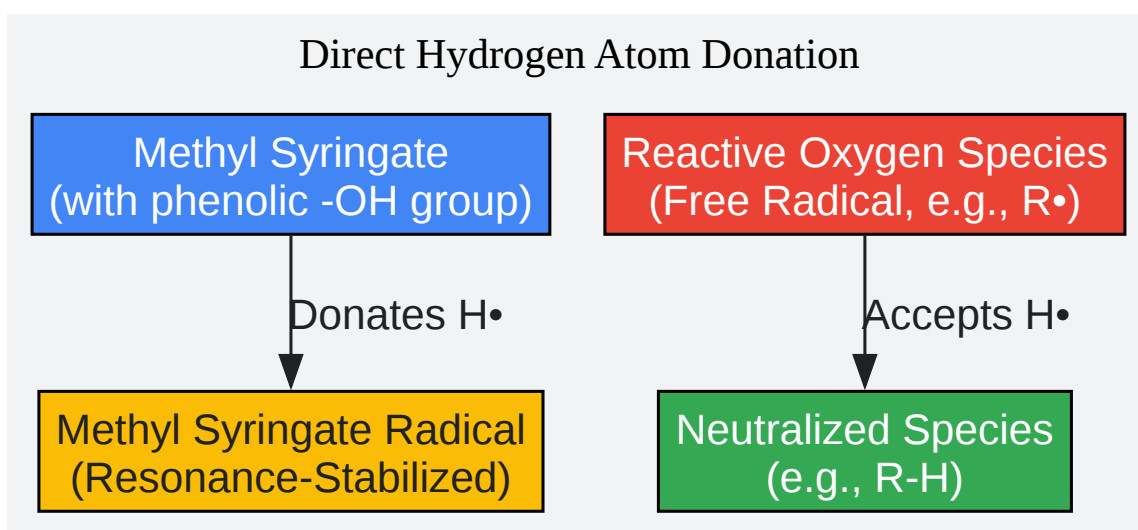 Direct Hydrogen Atom Donation
Methyl Syringate
(with phenolic -OH group)
Reactive Oxygen Species
(Free Radical, e.g., R•)
Donates H•
Accepts H•
Methyl Syringate Radical
(Resonance-Stabilized)
Neutralized Species
(e.g., R-H)